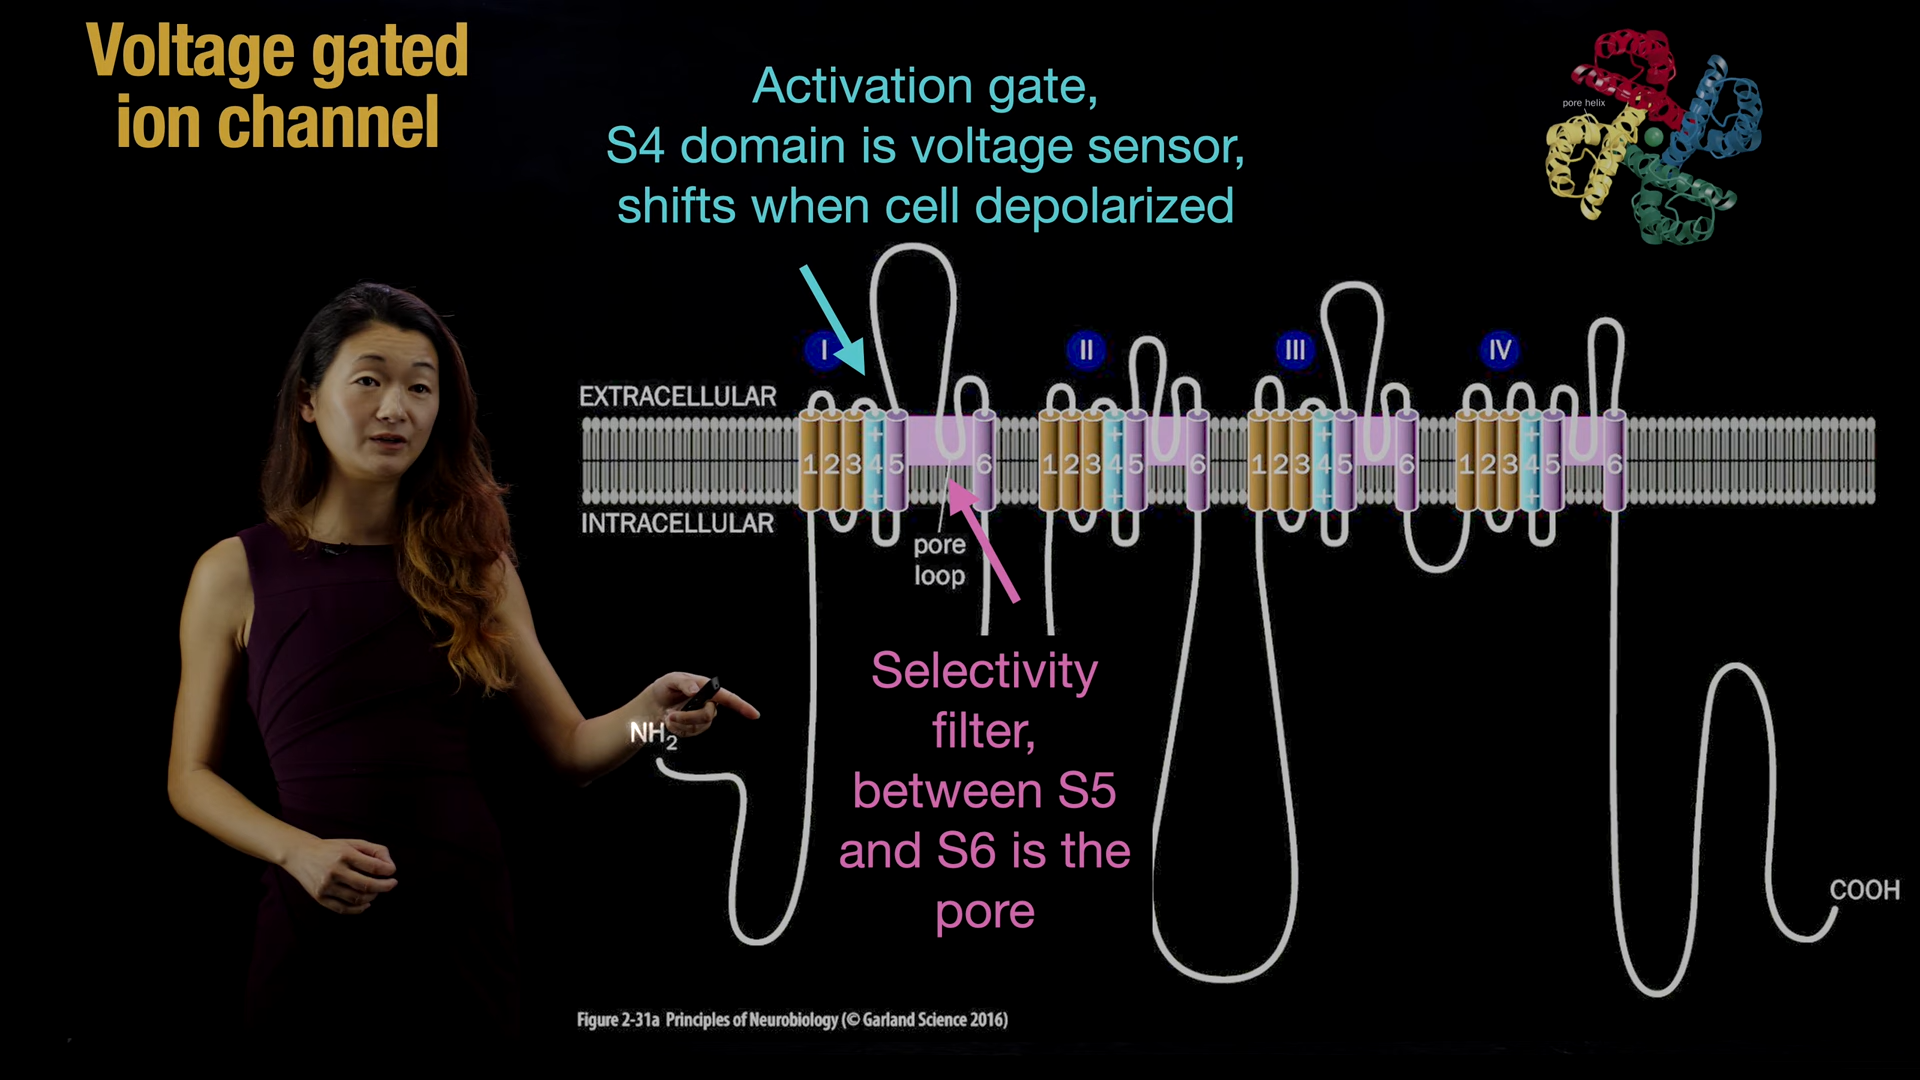 Voltage gated
ion channel
Activation gate,
S4 domain is voltage sensor,
shifts when cell depolarized
pore helix
I
II
III
IV
EXTRACELLULAR
1 2 3 4 5 6
1 2 3 4 5 6
1 2 3 4 5 6
1 2 3 4 5 6
+ + + +
+ + + +
INTRACELLULAR
pore
loop
Selectivity
filter,
between S5
and S6 is the
pore
NH2
COOH
Figure 2-31a Principles of Neurobiology (© Garland Science 2016)